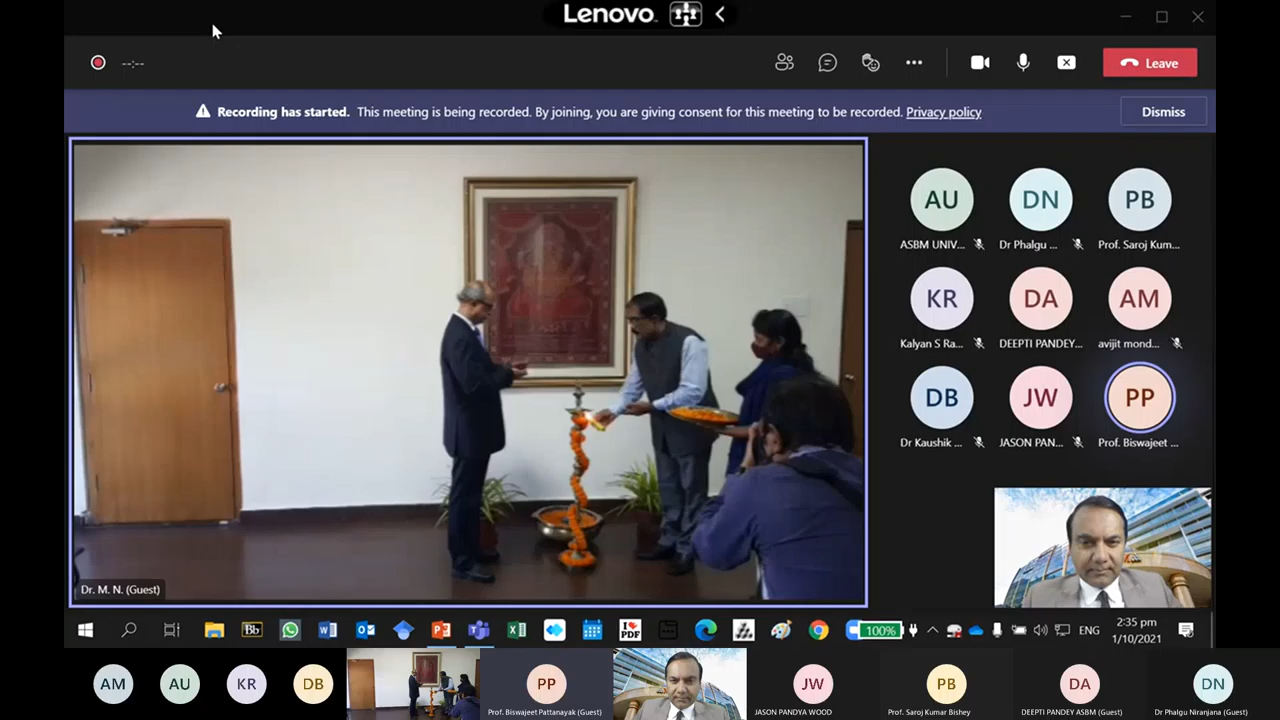 Lenovo
--:--
Leave
Recording has started. This meeting is being recorded. By joining, you are giving consent for this meeting to be recorded. Privacy policy
Dismiss
AU
DN
PB
ASBM UNIV...
Dr Phalgu ...
Prof. Saroj Kum...
KR
DA
AM
Kalyan S Ra...
DEEPTI PANDEY...
avijit mond...
DB
JW
PP
Dr Kaushik ...
JASON PAN...
Prof. Biswajeet ...
Dr. M. N. (Guest)
Bb
I PDF
100%
ENG
2:35 pm
1/10/2021
AM
AU
KR
DB
PP
JW
PB
DA
DN
Prof. Biswajeet Pattanayak (Guest)
JASON PANDYA WOOD
Prof. Saroj Kumar Bishey
DEEPTI PANDEY ASBM (Guest)
Dr Phalgu Niranjana (Guest)